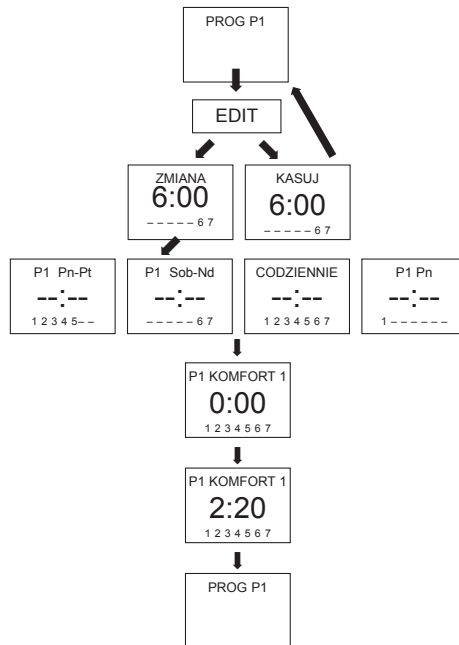 PROG P1
EDIT
ZMIANA
6:00
– – – – – 6 7
KASUJ
6:00
– – – – – 6 7
P1 Pn-Pt
--:--
1 2 3 4 5 – –
P1 Sob-Nd
--:--
– – – – – 6 7
CODZIENNIE
--:--
1 2 3 4 5 6 7
P1 Pn
--:--
1 – – – – – –
P1 KOMFORT 1
0:00
1 2 3 4 5 6 7
P1 KOMFORT 1
2:20
1 2 3 4 5 6 7
PROG P1